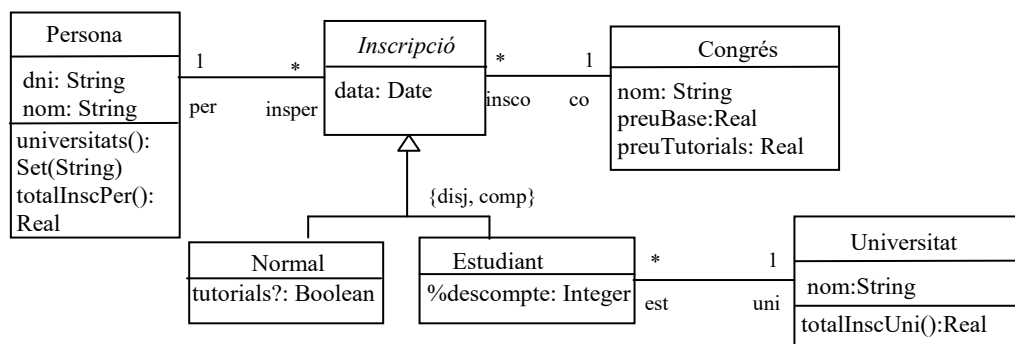 Persona
dni: String
nom: String
universitats():
Set(String)
totalInscPer():
Real
1
per
*
insper
Inscripció
data: Date
*
insco
1
co
Congrés
nom: String
preuBase:Real
preuTutorials: Real
{disj, comp}
Normal
tutorials?: Boolean
Estudiant
%descompte: Integer
*
est
1
uni
Universitat
nom:String
totalInscUni():Real